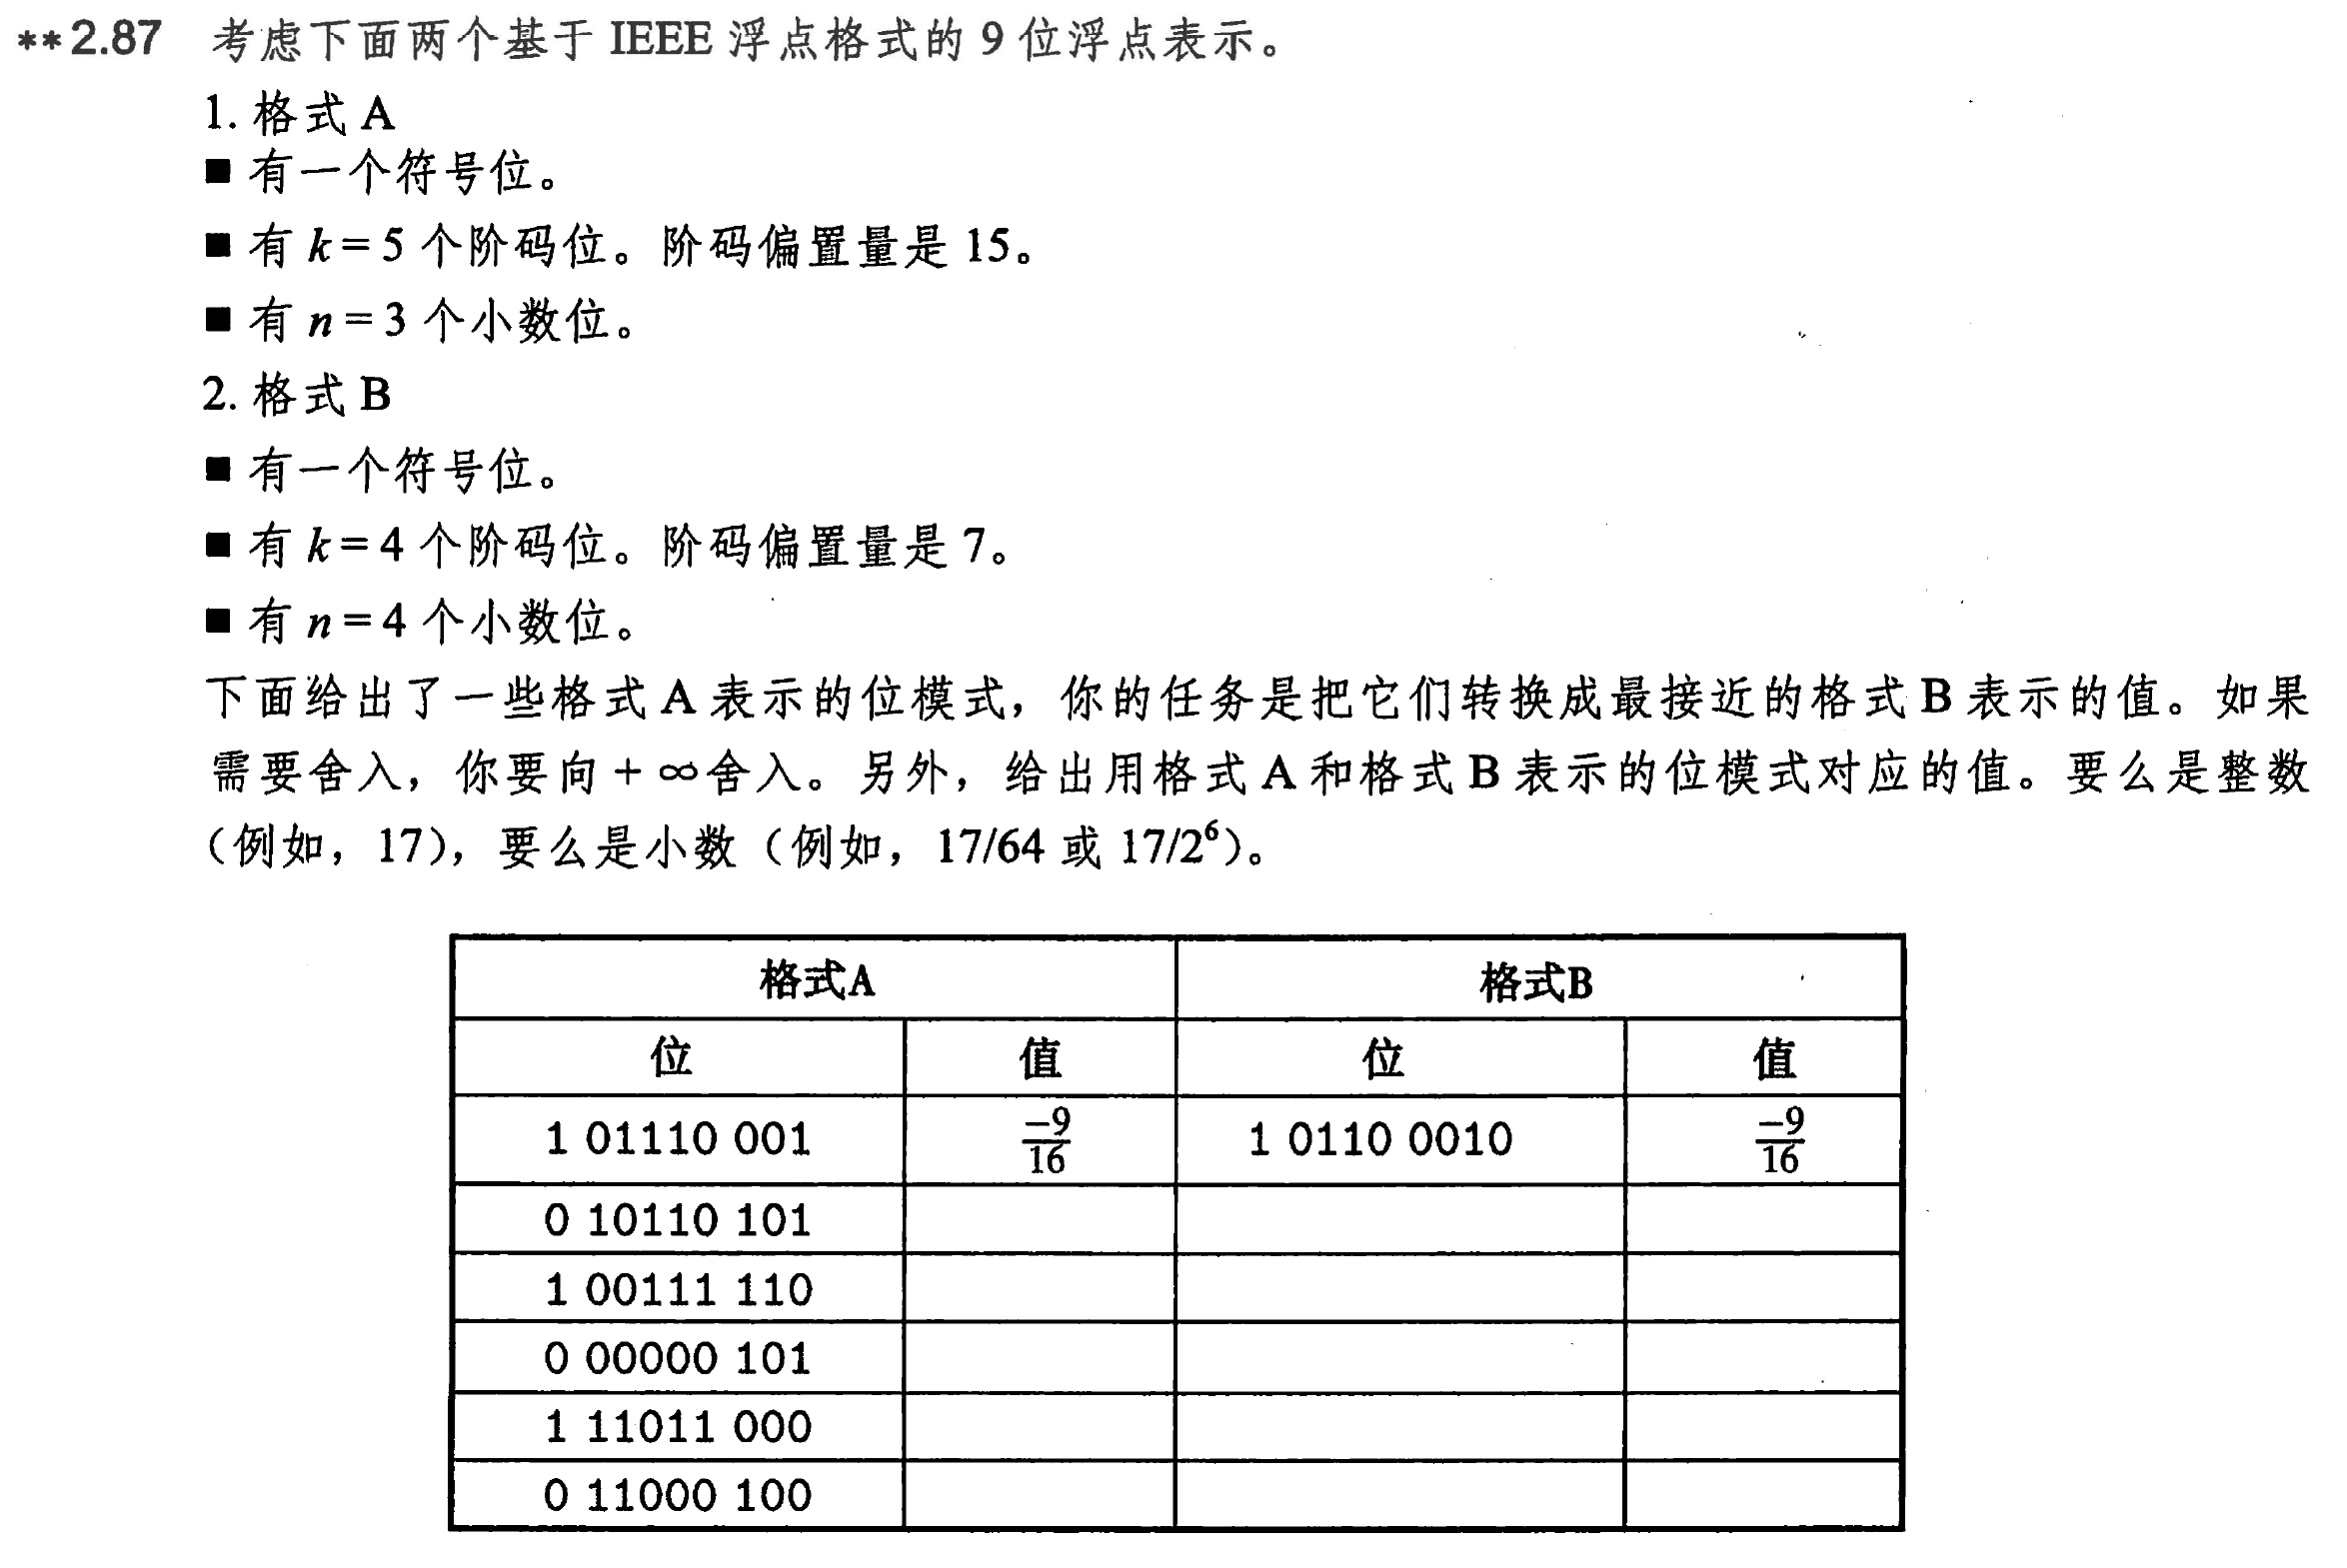 **2.87 考虑下面两个基于 IEEE 浮点格式的 9 位浮点表示。
1. 格式 A
■ 有一个符号位。
■ 有 k=5 个阶码位。阶码偏置量是 15。
■ 有 n=3 个小数位。
2. 格式 B
■ 有一个符号位。
■ 有 k=4 个阶码位。阶码偏置量是 7。
■ 有 n=4 个小数位。
下面给出了一些格式 A 表示的位模式，你的任务是把它们转换成最接近的格式 B 表示的值。如果
需要舍入，你要向 +∞舍入。另外，给出用格式 A 和格式 B 表示的位模式对应的值。要么是整数
（例如，17），要么是小数（例如，17/64 或 17/2⁶）。
格式A 格式B
位 值 位 值
1 01110 001 -9/16 1 0110 0010 -9/16
0 10110 101
1 00111 110
0 00000 101
1 11011 000
0 11000 100